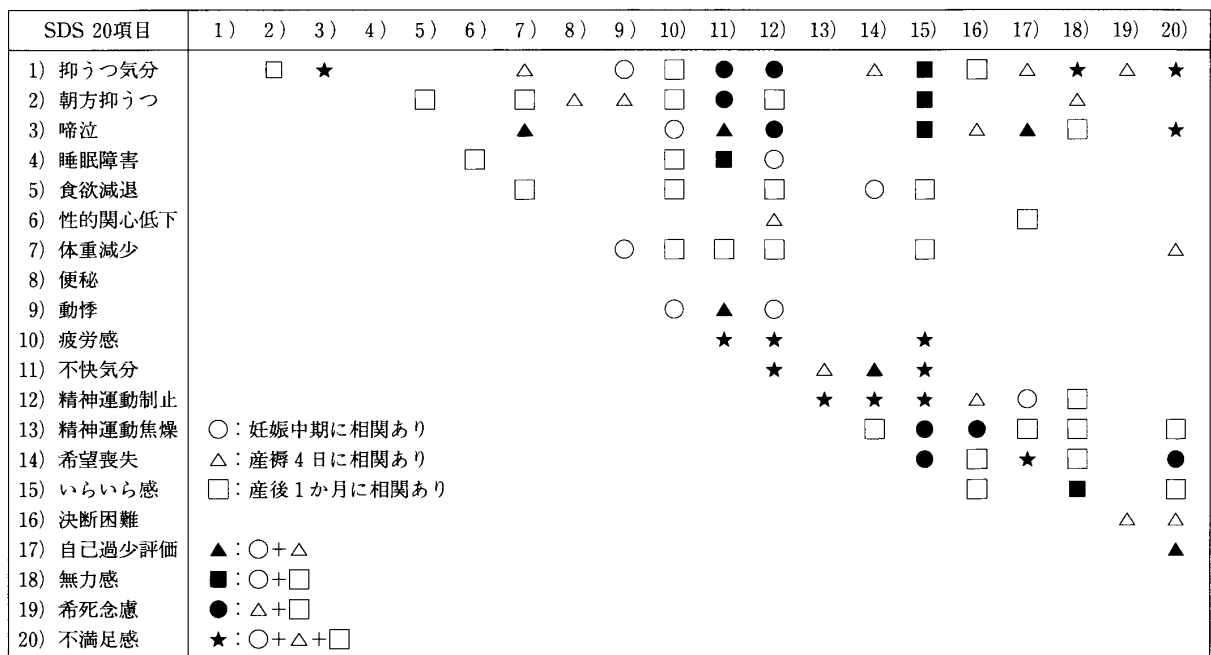 SDS 20項目 1) 2) 3) 4) 5) 6) 7) 8) 9) 10) 11) 12) 13) 14) 15) 16) 17) 18) 19) 20)
1) 抑うつ気分 □ ★ △ ○ □ ● ● △ ■ □ △ ★ △ ★
2) 朝方抑うつ □ □ △ △ □ ● □ ■ △
3) 啼泣 ▲ ○ ▲ ● ■ △ ▲ □ ★
4) 睡眠障害 □ □ ■ ○
5) 食欲減退 □ □ □ ○ □
6) 性的関心低下 △ □
7) 体重減少 ○ □ □ □ □ △
8) 便秘
9) 動悸 ○ ▲ ○
10) 疲労感 ★ ★ ★
11) 不快気分 ★ △ ▲ ★
12) 精神運動制止 ★ ★ ★ △ ○ □
13) 精神運動焦燥 ○:妊娠中期に相関あり □ ● ● □ □ □
14) 希望喪失 △:産褥4日に相関あり ● □ ★ □ ●
15) いらいら感 □:産後1か月に相関あり □ ■ □
16) 決断困難 △ △
17) 自己過少評価 ▲:○+△ ▲
18) 無力感 ■:○+□
19) 希死念慮 ●:△+□
20) 不満足感 ★:○+△+□